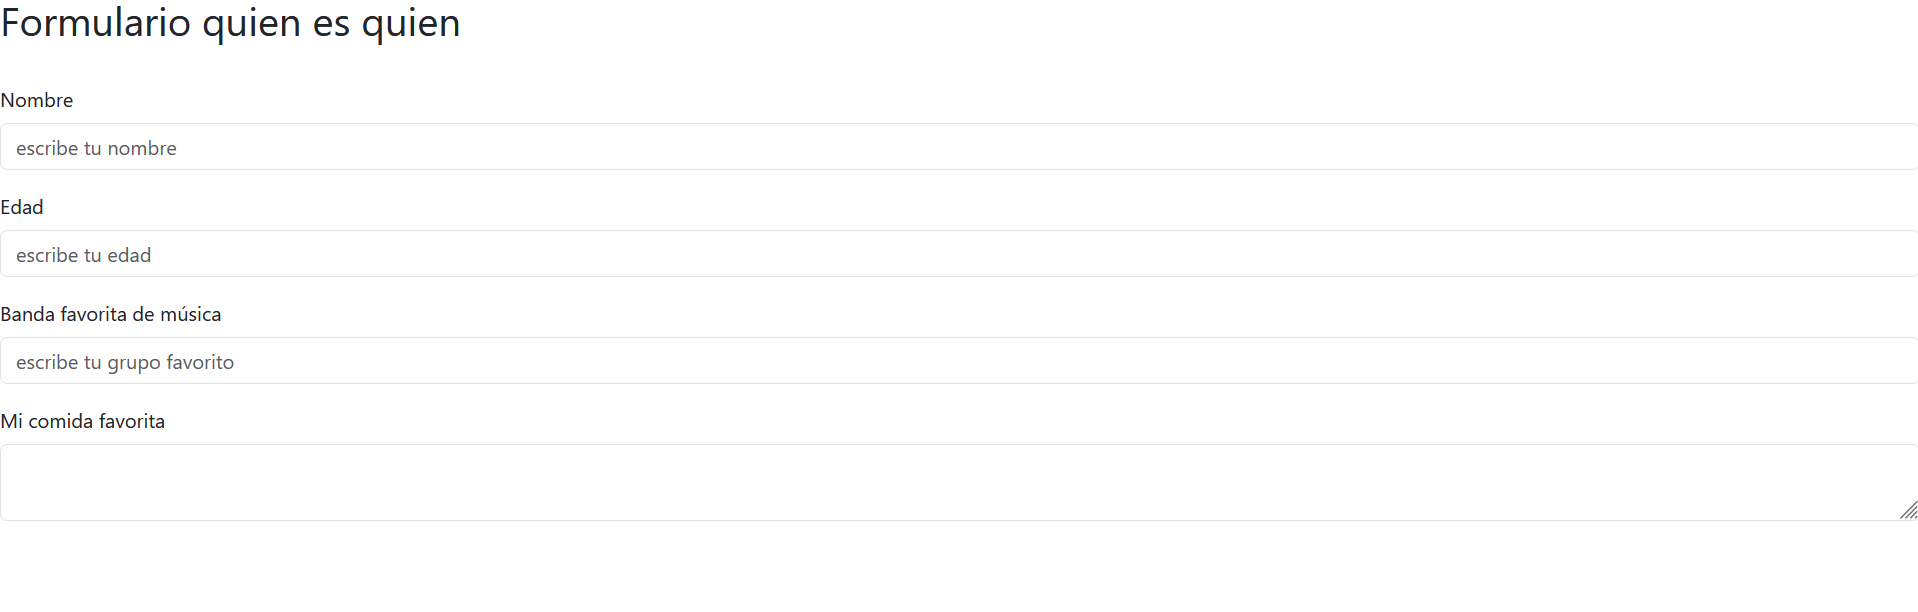 Formulario quien es quien
Nombre
escribe tu nombre
Edad
escribe tu edad
Banda favorita de música
escribe tu grupo favorito
Mi comida favorita